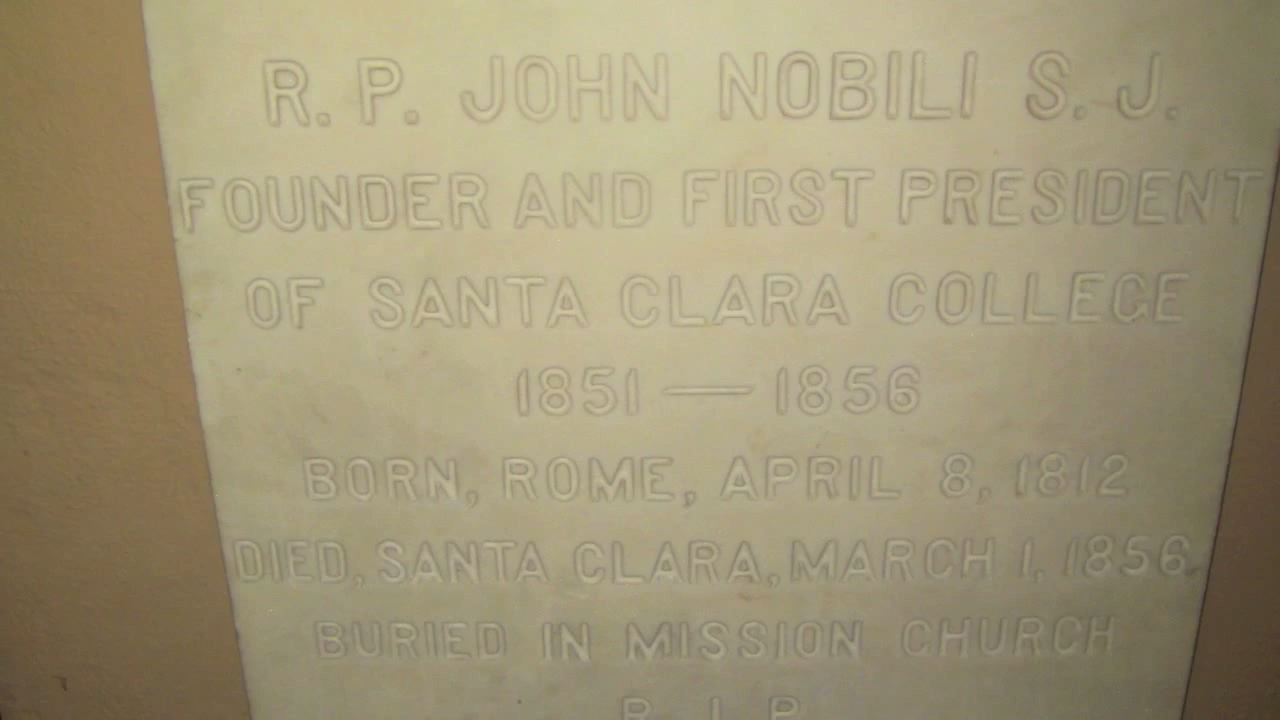 R. P. JOHN NOBILI S. J.
FOUNDER AND FIRST PRESIDENT
OF SANTA CLARA COLLEGE
1851 — 1856
BORN, ROME, APRIL 8, 1812
DIED, SANTA CLARA, MARCH 1, 1856
BURIED IN MISSION CHURCH
R. I. P.